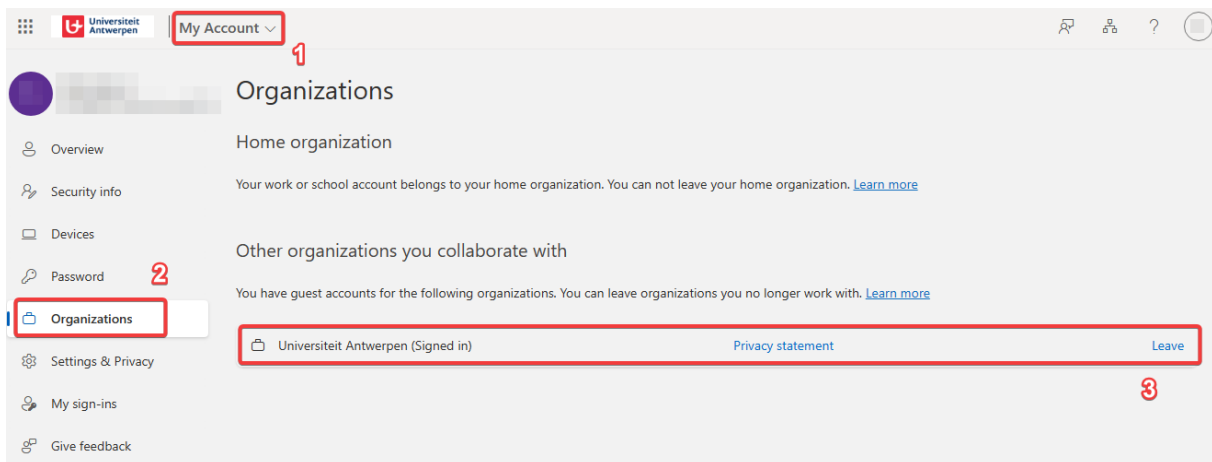 Universiteit
Antwerpen
My Account
1
Organizations
Home organization
Overview
Security info
Your work or school account belongs to your home organization. You can not leave your home organization. Learn more
Devices
Other organizations you collaborate with
Password
2
You have guest accounts for the following organizations. You can leave organizations you no longer work with. Learn more
Organizations
Universiteit Antwerpen (Signed in) Privacy statement Leave
Settings & Privacy
3
My sign-ins
Give feedback